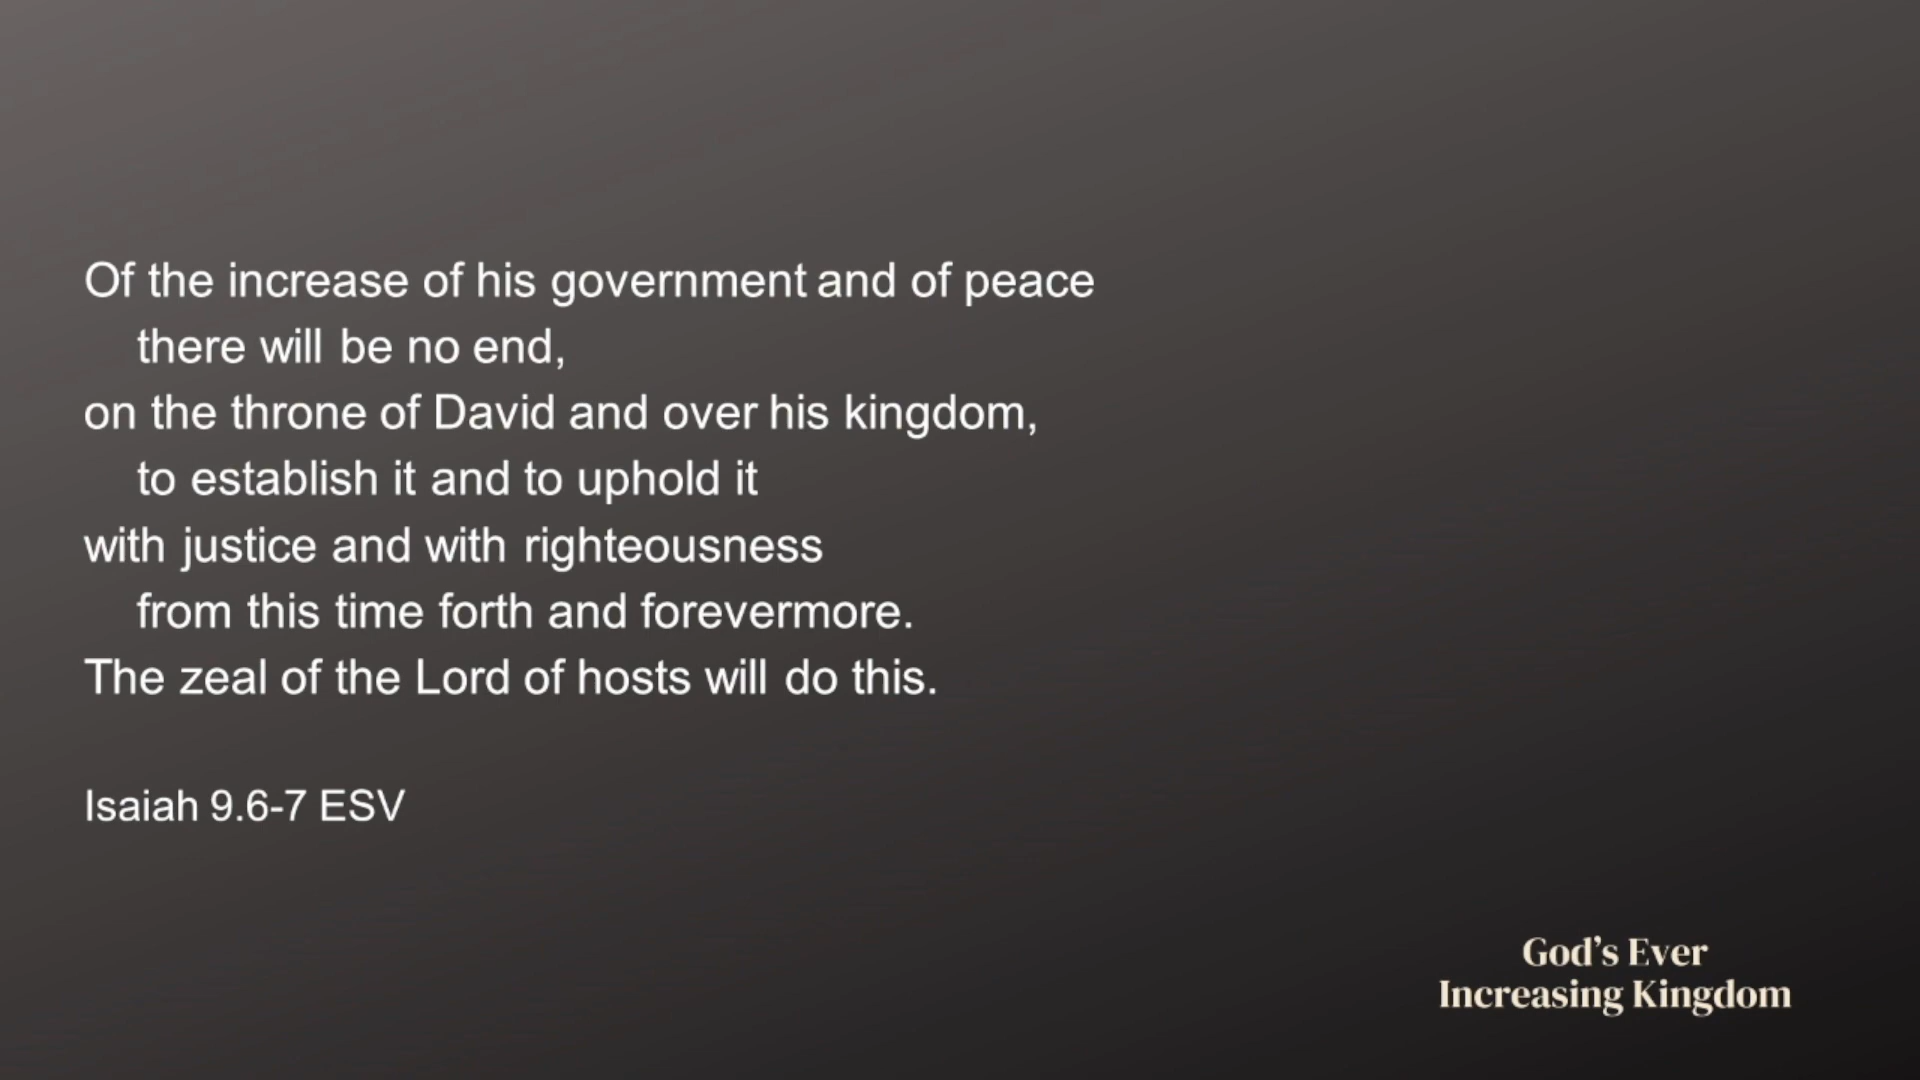 Of the increase of his government and of peace
there will be no end,
on the throne of David and over his kingdom,
to establish it and to uphold it
with justice and with righteousness
from this time forth and forevermore.
The zeal of the Lord of hosts will do this.
Isaiah 9.6-7 ESV
God’s Ever
Increasing Kingdom